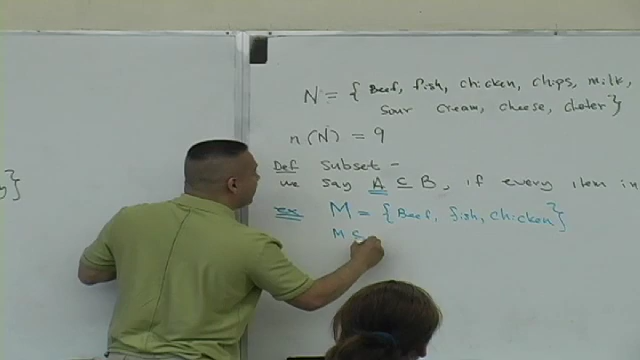 N = { Beef, fish, chicken, chips, milk,
sour cream, cheese, cheter }
n(N) = 9
Def Subset -
we say A ⊆ B, if every item in
ex M = { Beef, fish, chicken }
M ⊆